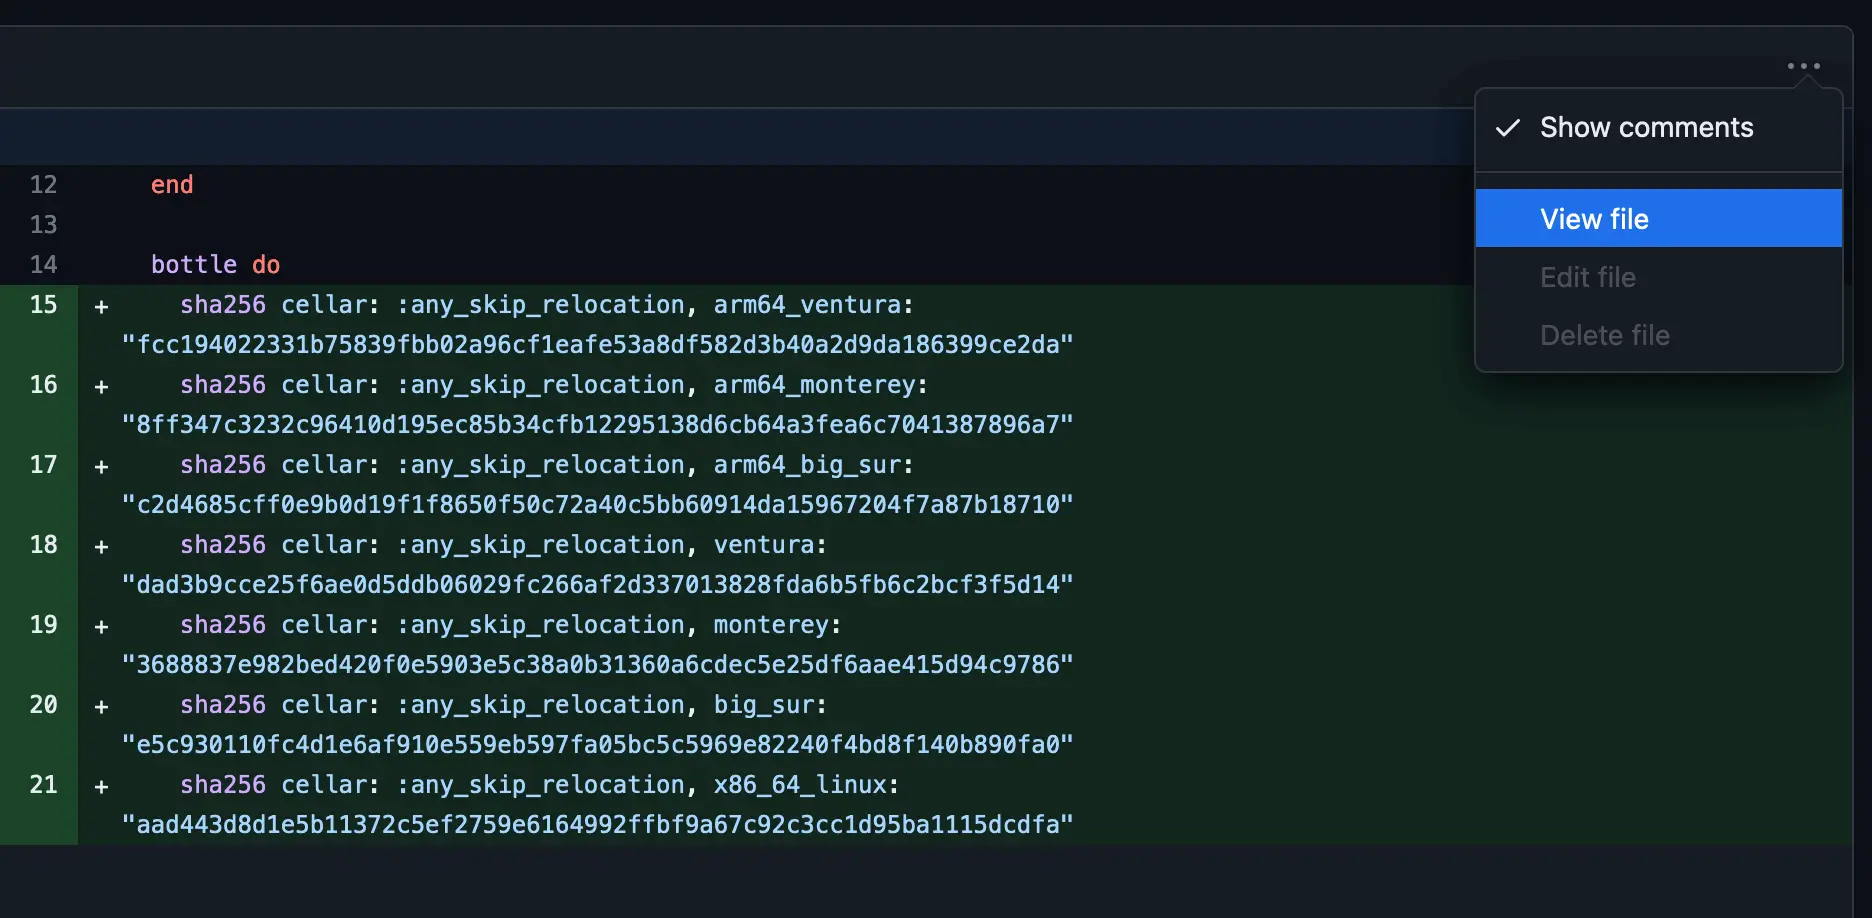 Show comments
View file
Edit file
Delete file
12 end
13
14 bottle do
15 + sha256 cellar: :any_skip_relocation, arm64_ventura:
"fcc194022331b75839fbb02a96cf1eafe53a8df582d3b40a2d9da186399ce2da"
16 + sha256 cellar: :any_skip_relocation, arm64_monterey:
"8ff347c3232c96410d195ec85b34cfb12295138d6cb64a3fea6c7041387896a7"
17 + sha256 cellar: :any_skip_relocation, arm64_big_sur:
"c2d4685cff0e9b0d19f1f8650f50c72a40c5bb60914da15967204f7a87b18710"
18 + sha256 cellar: :any_skip_relocation, ventura:
"dad3b9cce25f6ae0d5ddb06029fc266af2d337013828fda6b5fb6c2bcf3f5d14"
19 + sha256 cellar: :any_skip_relocation, monterey:
"3688837e982bed420f0e5903e5c38a0b31360a6cdec5e25df6aae415d94c9786"
20 + sha256 cellar: :any_skip_relocation, big_sur:
"e5c930110fc4d1e6af910e559eb597fa05bc5c5969e82240f4bd8f140b890fa0"
21 + sha256 cellar: :any_skip_relocation, x86_64_linux:
"aad443d8d1e5b11372c5ef2759e6164992ffbf9a67c92c3cc1d95ba1115dcdfa"